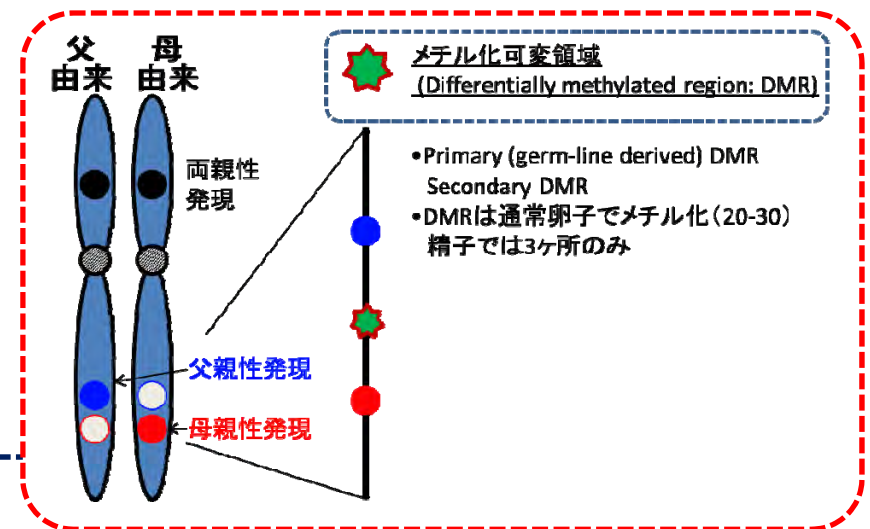 父
由来
母
由来
両親性
発現
父親性発現
母親性発現
メチル化可変領域
(Differentially methylated region: DMR)
•Primary (germ-line derived) DMR
Secondary DMR
•DMRは通常卵子でメチル化(20-30)
精子では3ヶ所のみ